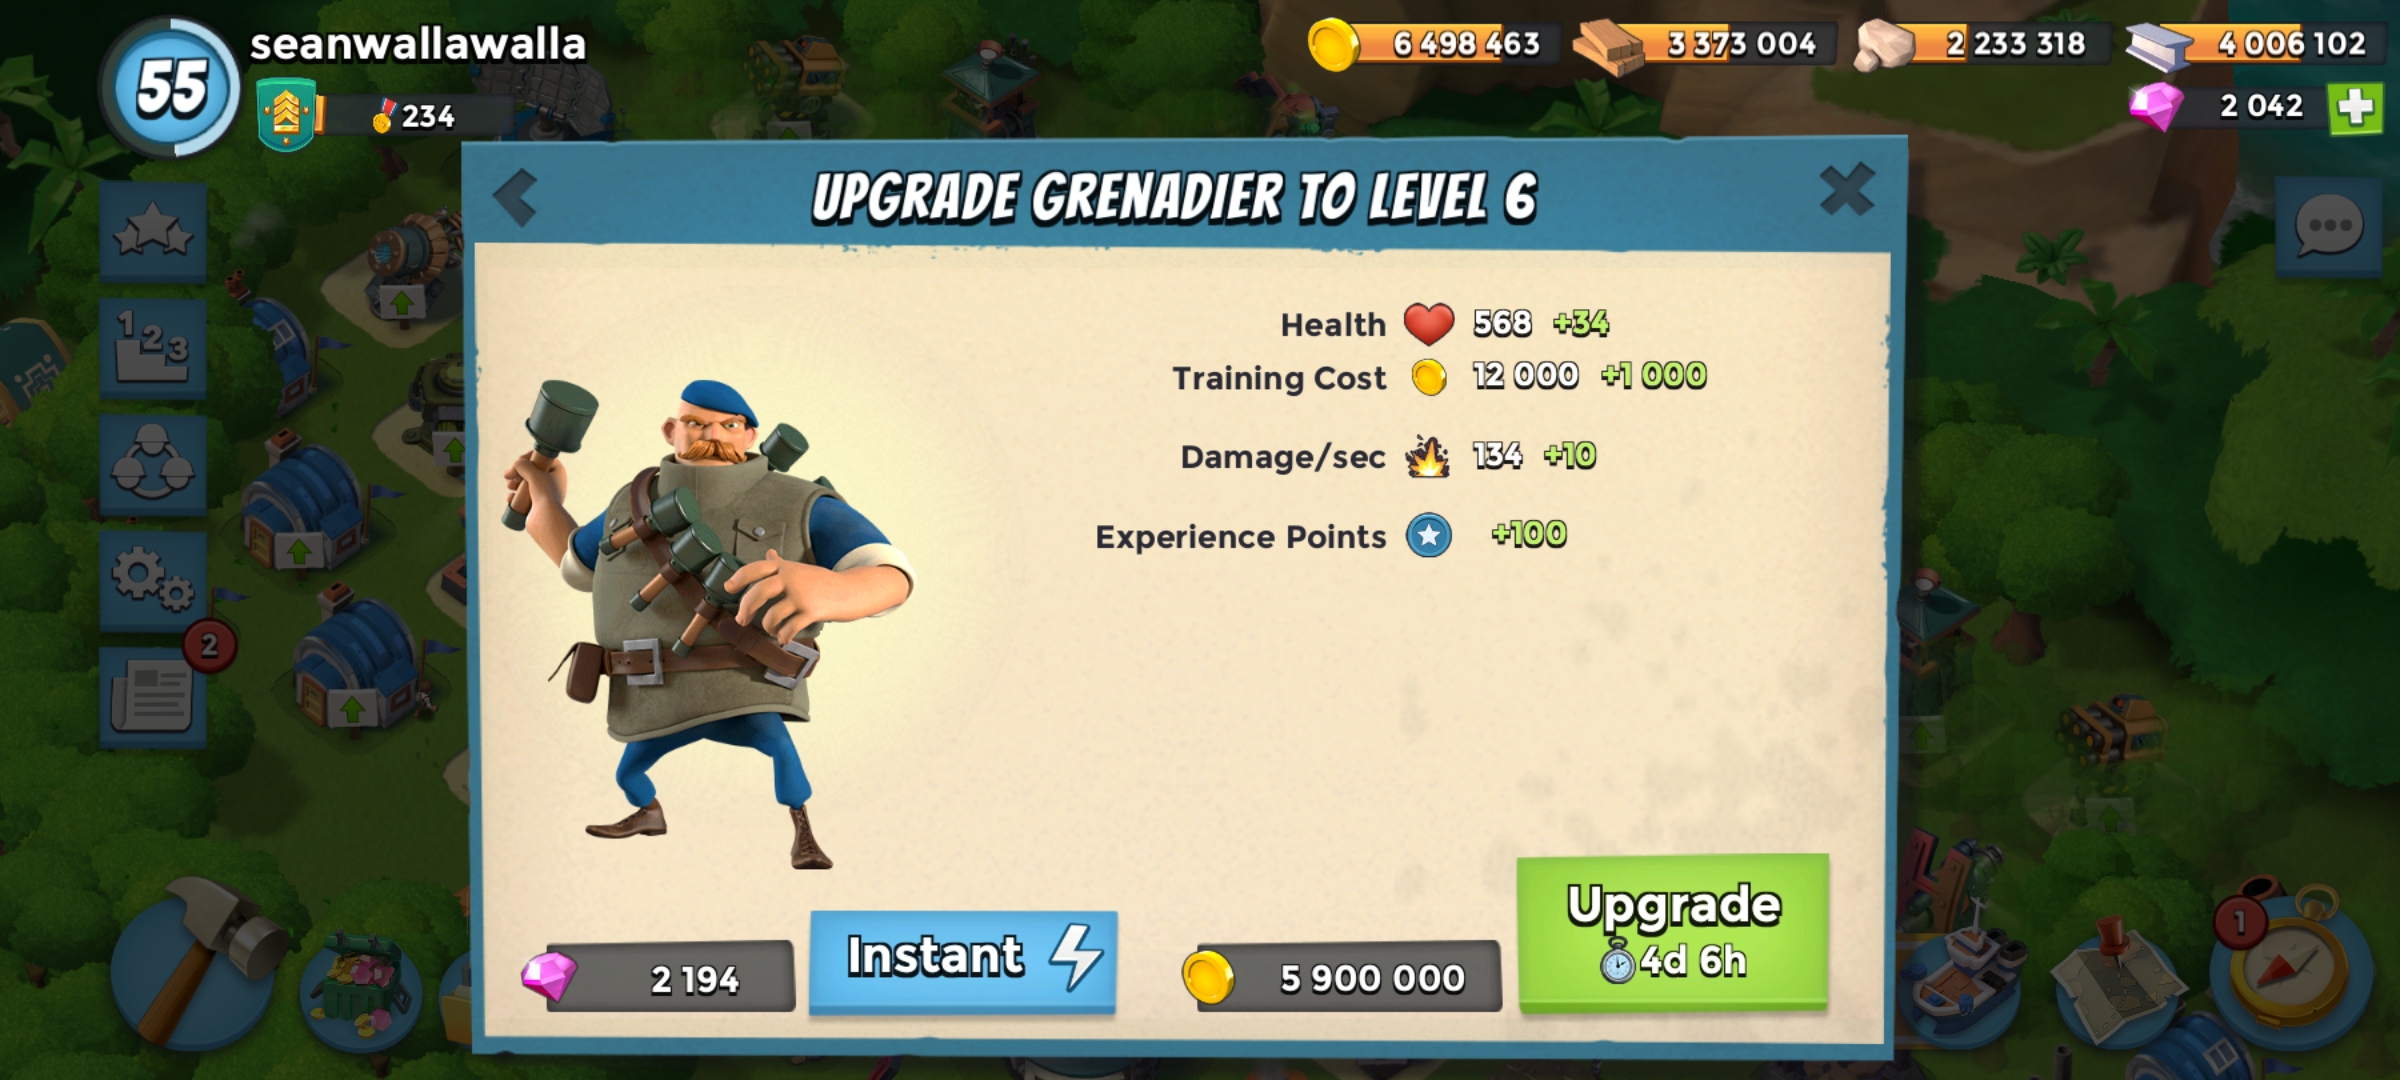 55
seanwallawalla
234
6 498 463
3 373 004
2 233 318
4 006 102
2 042
UPGRADE GRENADIER TO LEVEL 6
123
2
Health 568 +34
Training Cost 12 000 +1 000
Damage/sec 134 +10
Experience Points +100
2 194
Instant
5 900 000
Upgrade
4d 6h
1